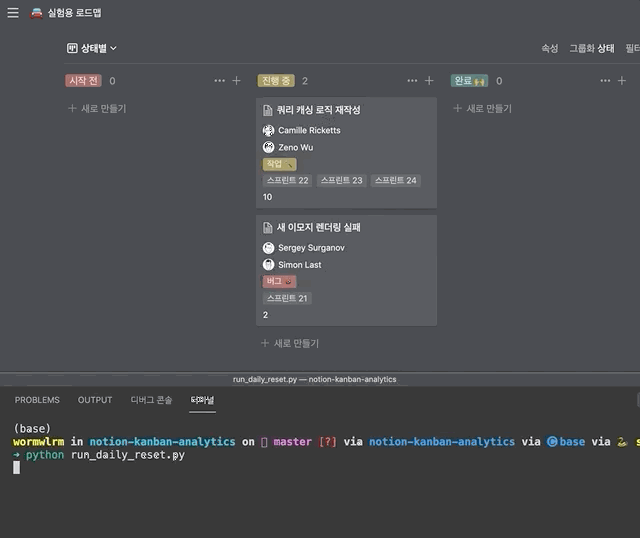 실험용 로드맵
상태별
속성 그룹화 상태 필터
시작 전 0
진행 중 2
완료 0
새로 만들기
쿼리 캐싱 로직 재작성
Camille Ricketts
Zeno Wu
작업
스프린트 22 스프린트 23 스프린트 24
10
새 이모지 렌더링 실패
Sergey Surganov
Simon Last
버그
스프린트 21
2
새로 만들기
새로 만들기
run_daily_reset.py — notion-kanban-analytics
PROBLEMS OUTPUT 디버그 콘솔 터미널
(base)
wormwlrm in notion-kanban-analytics on master [?] via notion-kanban-analytics via C base via s
➜ python run_daily_reset.py